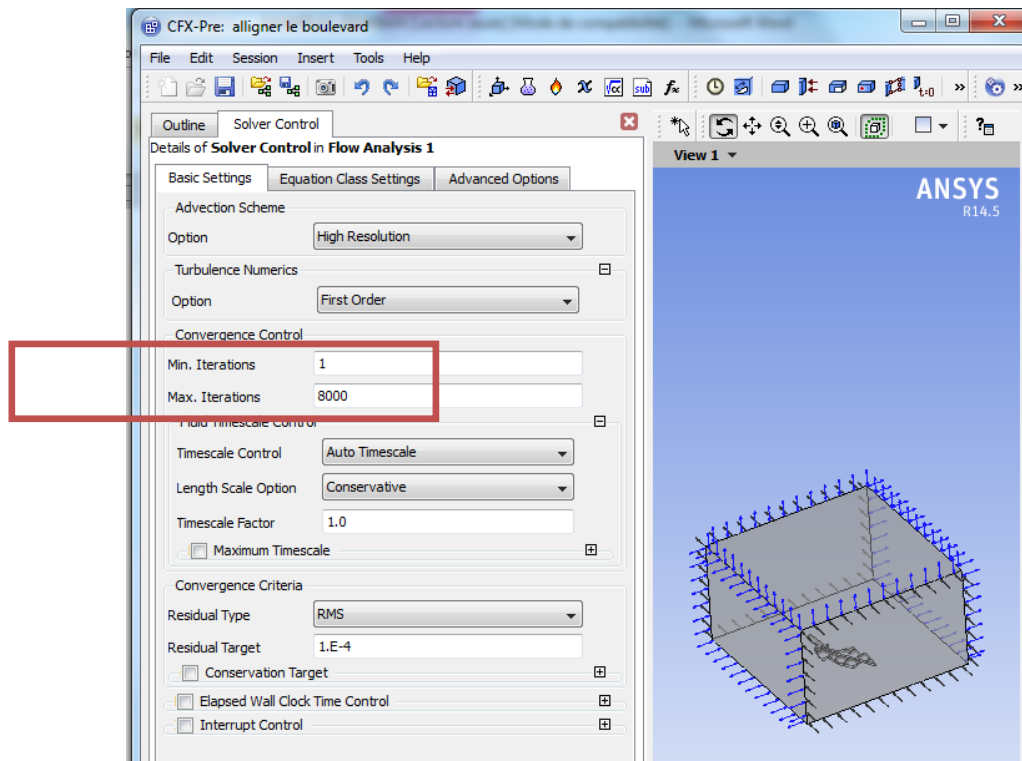 CFX-Pre: alligner le boulevard
File Edit Session Insert Tools Help
Outline Solver Control
Details of Solver Control in Flow Analysis 1
Basic Settings Equation Class Settings Advanced Options
Advection Scheme
Option High Resolution
Turbulence Numerics
Option First Order
Convergence Control
Min. Iterations 1
Max. Iterations 8000
Fluid Timescale Control
Timescale Control Auto Timescale
Length Scale Option Conservative
Timescale Factor 1.0
Maximum Timescale
Convergence Criteria
Residual Type RMS
Residual Target 1.E-4
Conservation Target
Elapsed Wall Clock Time Control
Interrupt Control
View 1
ANSYS
R14.5